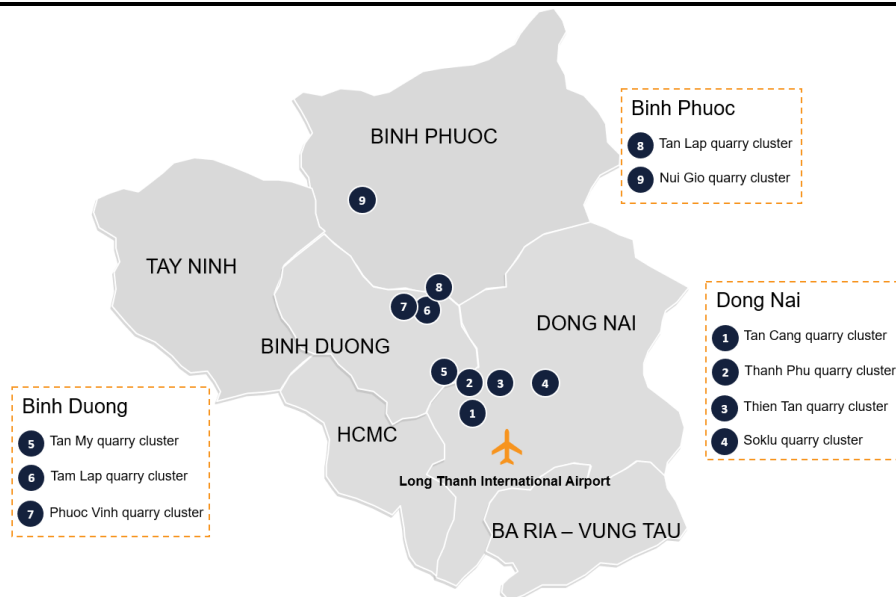 BINH PHUOC
Binh Phuoc
8 Tan Lap quarry cluster
9 Nui Gio quarry cluster
9
TAY NINH
8
7
6
Dong Nai
1 Tan Cang quarry cluster
2 Thanh Phu quarry cluster
3 Thien Tan quarry cluster
4 Soklu quarry cluster
DONG NAI
BINH DUONG
5
2
3
4
1
Binh Duong
5 Tan My quarry cluster
6 Tam Lap quarry cluster
7 Phuoc Vinh quarry cluster
HCMC
Long Thanh International Airport
BA RIA – VUNG TAU